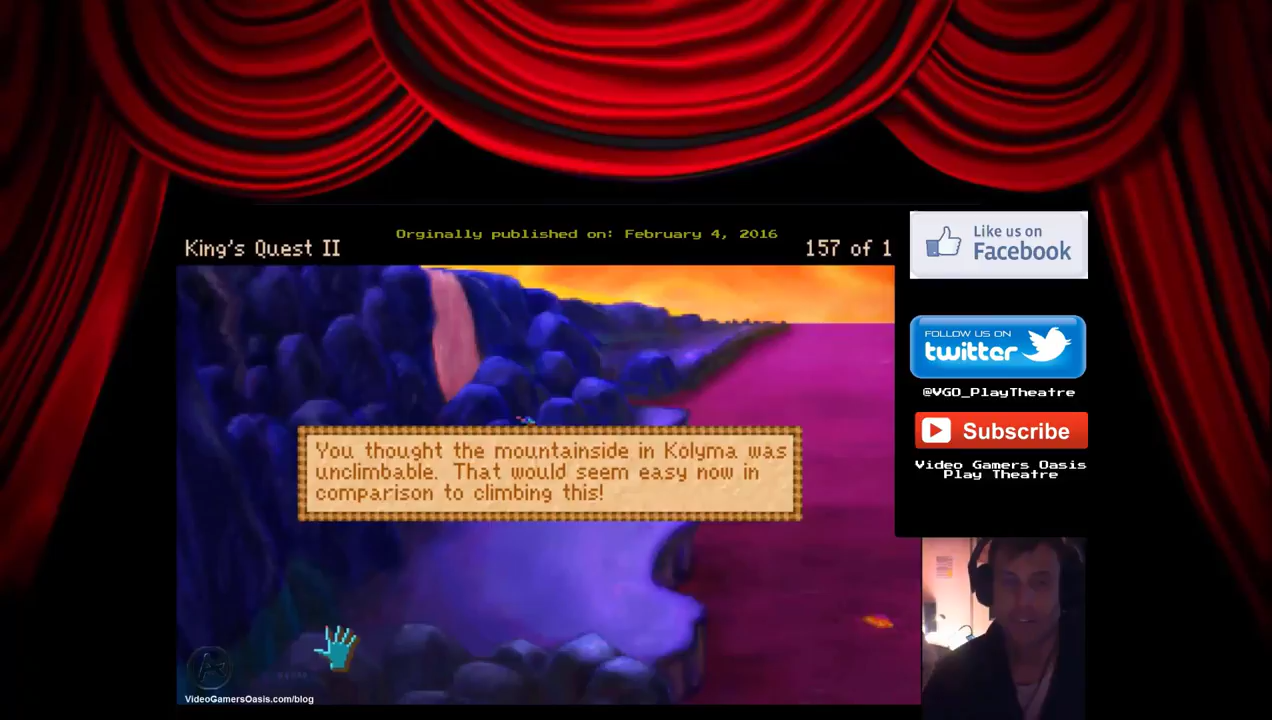 Orginally published on: February 4, 2016
King's Quest II
157 of 1
Like us on
Facebook
FOLLOW US ON
twitter
@VGO_PlayTheatre
Subscribe
Video Gamers Oasis
Play Theatre
You thought the mountainside in Kolyma was
unclimbable. That would seem easy now in
comparison to climbing this!
VideoGamersOasis.com/blog